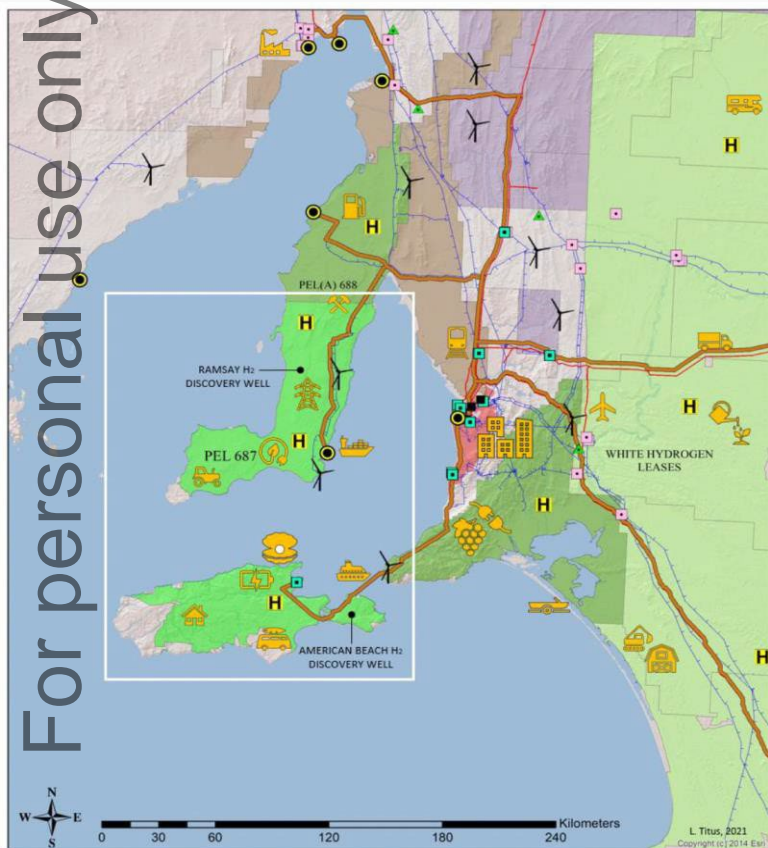 For personal use only
H
H
PEL(A) 688
H
RAMSAY H2
DISCOVERY WELL
H
H
PEL 687
WHITE HYDROGEN
LEASES
H
H
H
AMERICAN BEACH H2
DISCOVERY WELL
N
W E
S
0 30 60 120 180 240 Kilometers
L. Titus, 2021
Copyright (c) 2014 Esri